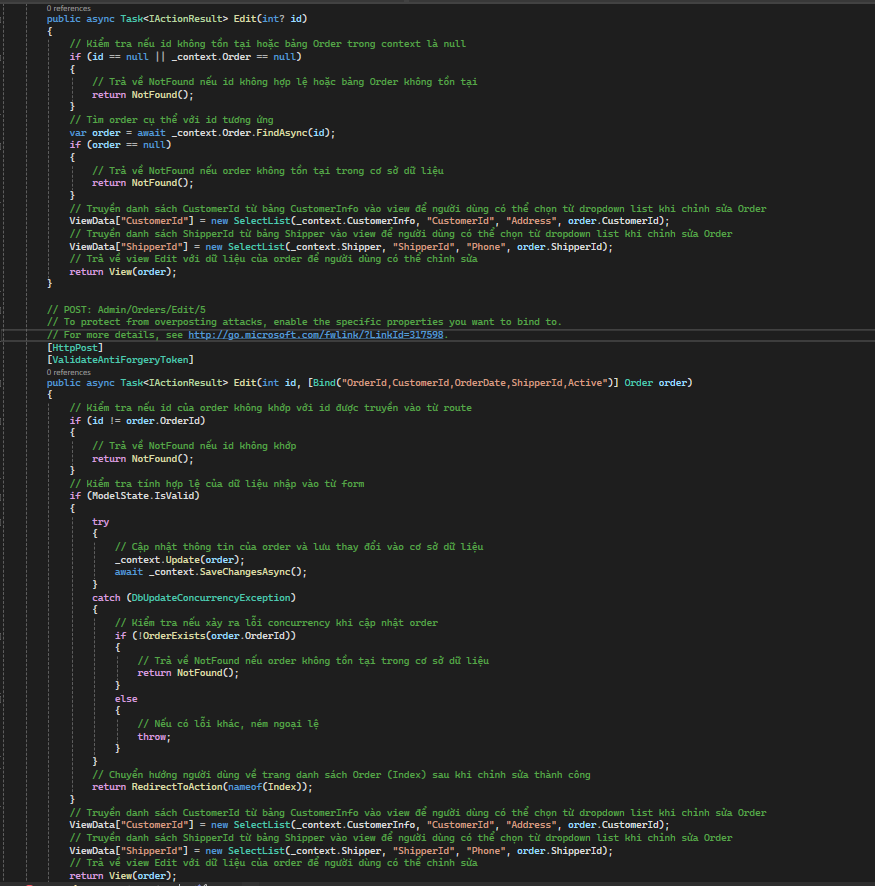 0 references
public async Task<IActionResult> Edit(int? id)
{
// Kiểm tra nếu id không tồn tại hoặc bảng Order trong context là null
if (id == null || _context.Order == null)
{
// Trả về NotFound nếu id không hợp lệ hoặc bảng Order không tồn tại
return NotFound();
}
// Tìm order cụ thể với id tương ứng
var order = await _context.Order.FindAsync(id);
if (order == null)
{
// Trả về NotFound nếu order không tồn tại trong cơ sở dữ liệu
return NotFound();
}
// Truyền danh sách CustomerId từ bảng CustomerInfo vào view để người dùng có thể chọn từ dropdown list khi chỉnh sửa Order
ViewData["CustomerId"] = new SelectList(_context.CustomerInfo, "CustomerId", "Address", order.CustomerId);
// Truyền danh sách ShipperId từ bảng Shipper vào view để người dùng có thể chọn từ dropdown list khi chỉnh sửa Order
ViewData["ShipperId"] = new SelectList(_context.Shipper, "ShipperId", "Phone", order.ShipperId);
// Trả về view Edit với dữ liệu của order để người dùng có thể chỉnh sửa
return View(order);
}
// POST: Admin/Orders/Edit/5
// To protect from overposting attacks, enable the specific properties you want to bind to.
// For more details, see http://go.microsoft.com/fwlink/?LinkId=317598.
[HttpPost]
[ValidateAntiForgeryToken]
0 references
public async Task<IActionResult> Edit(int id, [Bind("OrderId,CustomerId,OrderDate,ShipperId,Active")] Order order)
{
// Kiểm tra nếu id của order không khớp với id được truyền vào từ route
if (id != order.OrderId)
{
// Trả về NotFound nếu id không khớp
return NotFound();
}
// Kiểm tra tính hợp lệ của dữ liệu nhập vào từ form
if (ModelState.IsValid)
{
try
{
// Cập nhật thông tin của order và lưu thay đổi vào cơ sở dữ liệu
_context.Update(order);
await _context.SaveChangesAsync();
}
catch (DbUpdateConcurrencyException)
{
// Kiểm tra nếu xảy ra lỗi concurrency khi cập nhật order
if (!OrderExists(order.OrderId))
{
// Trả về NotFound nếu order không tồn tại trong cơ sở dữ liệu
return NotFound();
}
else
{
// Nếu có lỗi khác, ném ngoại lệ
throw;
}
}
// Chuyển hướng người dùng về trang danh sách Order (Index) sau khi chỉnh sửa thành công
return RedirectToAction(nameof(Index));
}
// Truyền danh sách CustomerId từ bảng CustomerInfo vào view để người dùng có thể chọn từ dropdown list khi chỉnh sửa Order
ViewData["CustomerId"] = new SelectList(_context.CustomerInfo, "CustomerId", "Address", order.CustomerId);
// Truyền danh sách ShipperId từ bảng Shipper vào view để người dùng có thể chọn từ dropdown list khi chỉnh sửa Order
ViewData["ShipperId"] = new SelectList(_context.Shipper, "ShipperId", "Phone", order.ShipperId);
// Trả về view Edit với dữ liệu của order để người dùng có thể chỉnh sửa
return View(order);